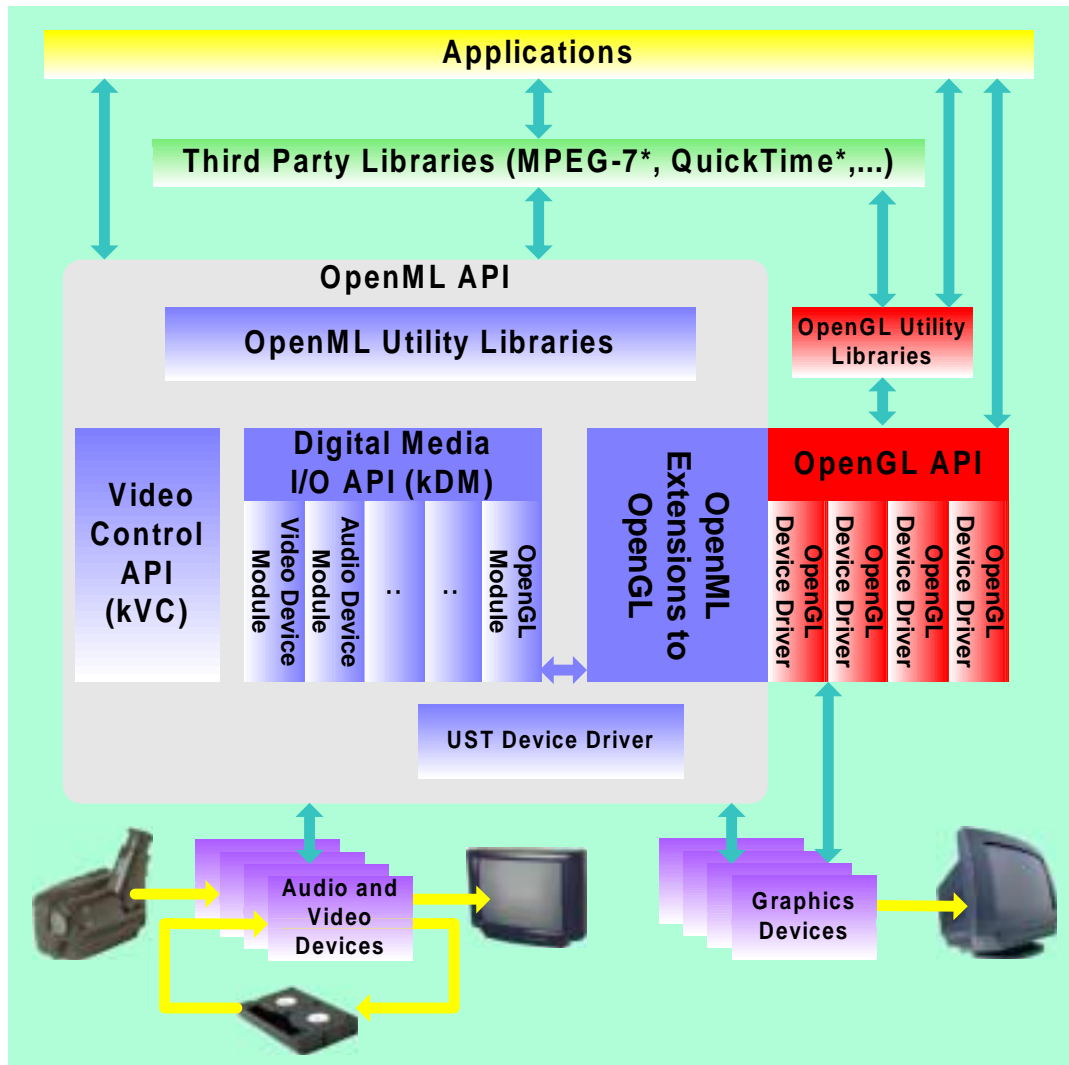 Applications
Third Party Libraries (MPEG-7*, QuickTime*,...)
OpenML API
OpenML Utility Libraries
OpenGL Utility
Libraries
Video
Control
API
(kVC)
Digital Media
I/O API (kDM)
Video Device
Module
Audio Device
Module
..
..
OpenGL
Module
OpenML
Extensions to
OpenGL
OpenGL API
OpenGL
Device Driver
OpenGL
Device Driver
OpenGL
Device Driver
OpenGL
Device Driver
UST Device Driver
Audio and
Video
Devices
Graphics
Devices